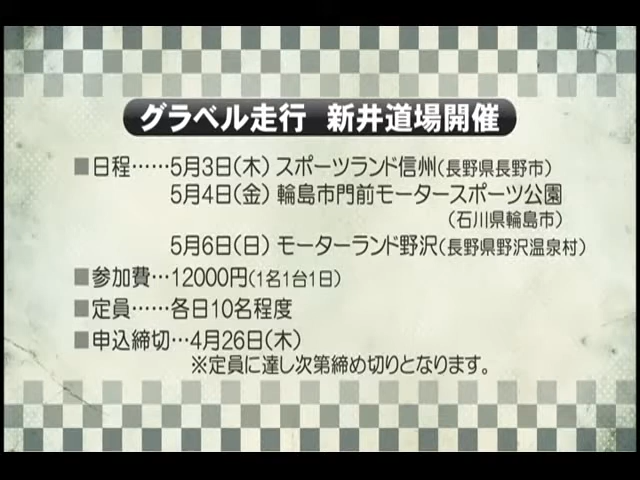 グラベル走行 新井道場開催
■日程……5月3日(木) スポーツランド信州(長野県長野市)
5月4日(金) 輪島市門前モータースポーツ公園
(石川県輪島市)
5月6日(日) モーターランド野沢(長野県野沢温泉村)
■参加費…12000円(1名1台1日)
■定員……各日10名程度
■申込締切…4月26日(木)
※定員に達し次第締め切りとなります。